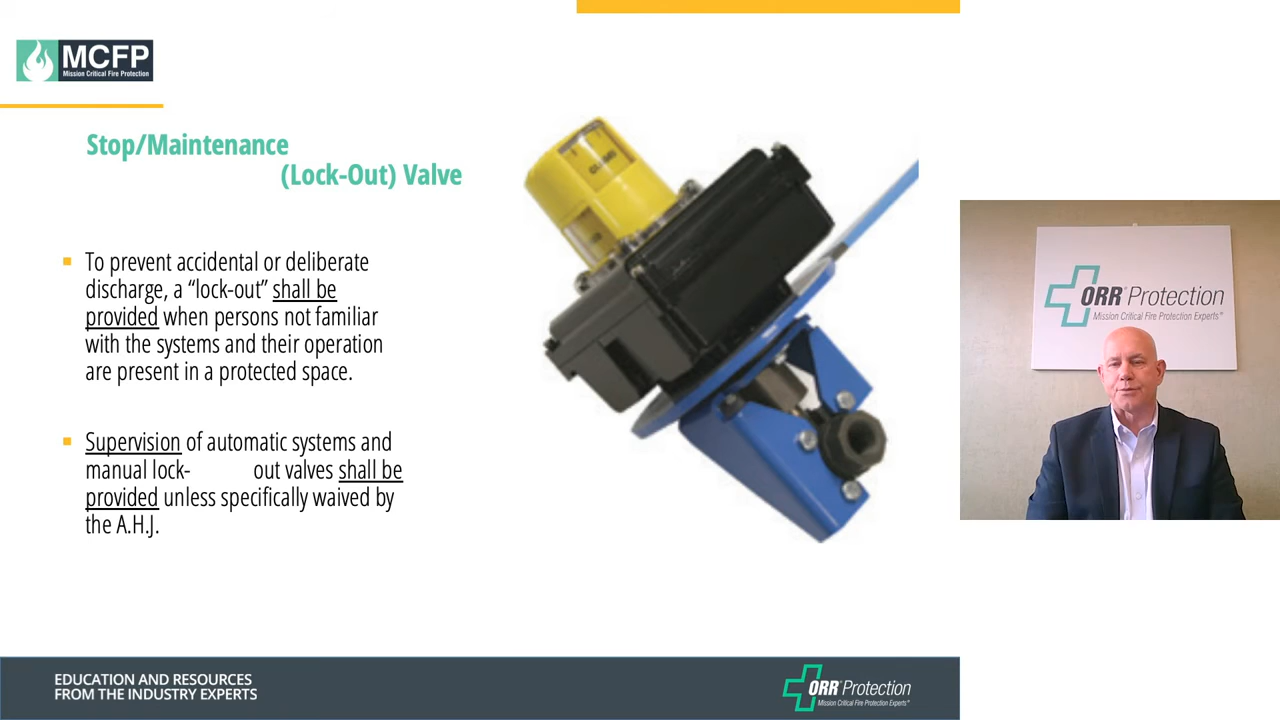 MCFP
Mission Critical Fire Protection
Stop/Maintenance
(Lock-Out) Valve
▪ To prevent accidental or deliberate
discharge, a “lock-out” shall be
provided when persons not familiar
with the systems and their operation
are present in a protected space.
▪ Supervision of automatic systems and
manual lock- out valves shall be
provided unless specifically waived by
the A.H.J.
ORR® Protection
Mission Critical Fire Protection Experts®
EDUCATION AND RESOURCES
FROM THE INDUSTRY EXPERTS
ORR® Protection
Mission Critical Fire Protection Experts®